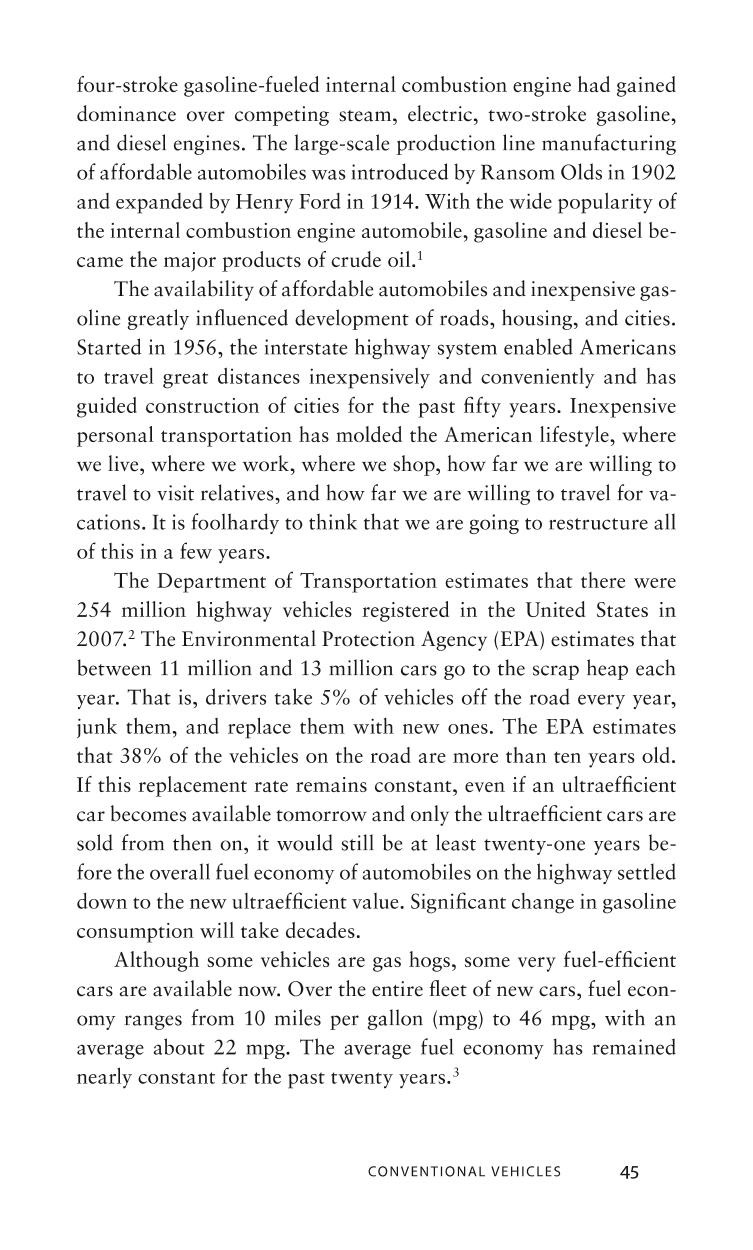 four-stroke gasoline-fueled internal combustion engine had gained
dominance over competing steam, electric, two-stroke gasoline,
and diesel engines. The large-scale production line manufacturing
of affordable automobiles was introduced by Ransom Olds in 1902
and expanded by Henry Ford in 1914. With the wide popularity of
the internal combustion engine automobile, gasoline and diesel be-
came the major products of crude oil.¹
The availability of affordable automobiles and inexpensive gas-
oline greatly influenced development of roads, housing, and cities.
Started in 1956, the interstate highway system enabled Americans
to travel great distances inexpensively and conveniently and has
guided construction of cities for the past fifty years. Inexpensive
personal transportation has molded the American lifestyle, where
we live, where we work, where we shop, how far we are willing to
travel to visit relatives, and how far we are willing to travel for va-
cations. It is foolhardy to think that we are going to restructure all
of this in a few years.
The Department of Transportation estimates that there were
254 million highway vehicles registered in the United States in
2007.² The Environmental Protection Agency (EPA) estimates that
between 11 million and 13 million cars go to the scrap heap each
year. That is, drivers take 5% of vehicles off the road every year,
junk them, and replace them with new ones. The EPA estimates
that 38% of the vehicles on the road are more than ten years old.
If this replacement rate remains constant, even if an ultraefficient
car becomes available tomorrow and only the ultraefficient cars are
sold from then on, it would still be at least twenty-one years be-
fore the overall fuel economy of automobiles on the highway settled
down to the new ultraefficient value. Significant change in gasoline
consumption will take decades.
Although some vehicles are gas hogs, some very fuel-efficient
cars are available now. Over the entire fleet of new cars, fuel econ-
omy ranges from 10 miles per gallon (mpg) to 46 mpg, with an
average about 22 mpg. The average fuel economy has remained
nearly constant for the past twenty years.³
CONVENTIONAL VEHICLES 45